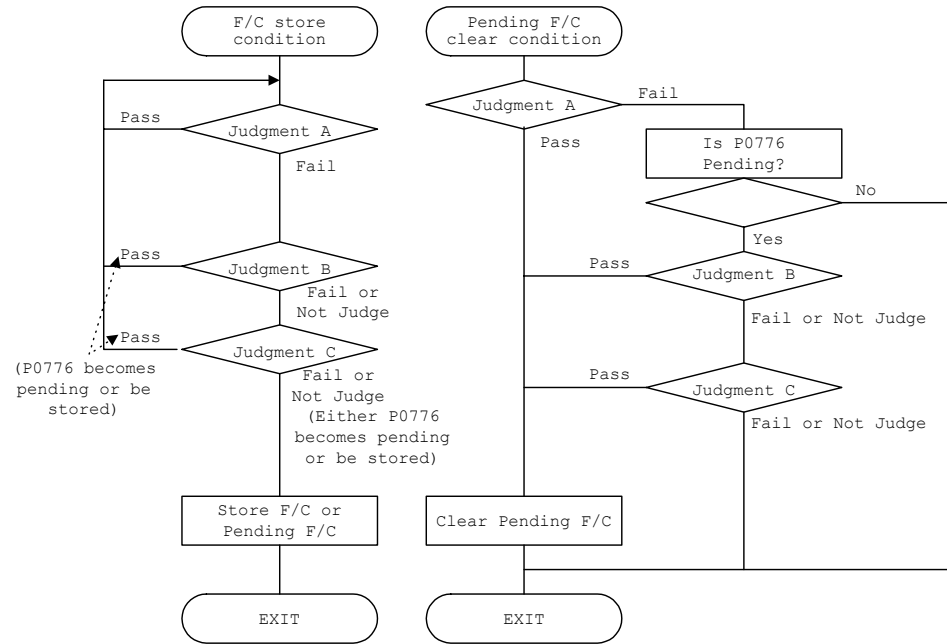 F/C store
condition
Pass
Judgment A
Fail
Pass
Judgment B
Fail or
Not Judge
Pass
Judgment C
(P0776 becomes
pending or be
stored)
Fail or
Not Judge
(Either P0776
becomes pending
or be stored)
Store F/C or
Pending F/C
EXIT
Pending F/C
clear condition
Judgment A
Fail
Pass
Is P0776
Pending?
No
Yes
Pass
Judgment B
Fail or Not Judge
Pass
Judgment C
Fail or Not Judge
Clear Pending F/C
EXIT